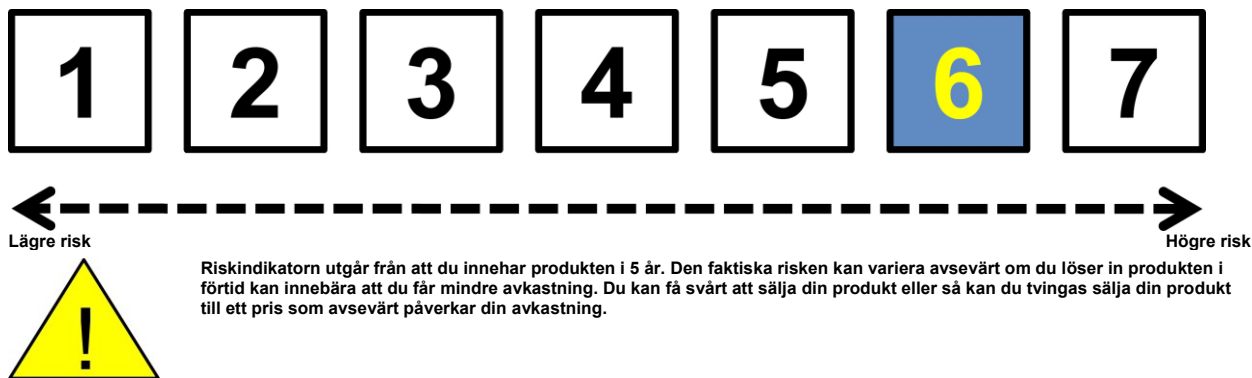 1 2 3 4 5 6 7
Lägre risk Högre risk
Riskindikatorn utgår från att du innehar produkten i 5 år. Den faktiska risken kan variera avsevärt om du löser in produkten i
förtid kan innebära att du får mindre avkastning. Du kan få svårt att sälja din produkt eller så kan du tvingas sälja din produkt
till ett pris som avsevärt påverkar din avkastning.
!